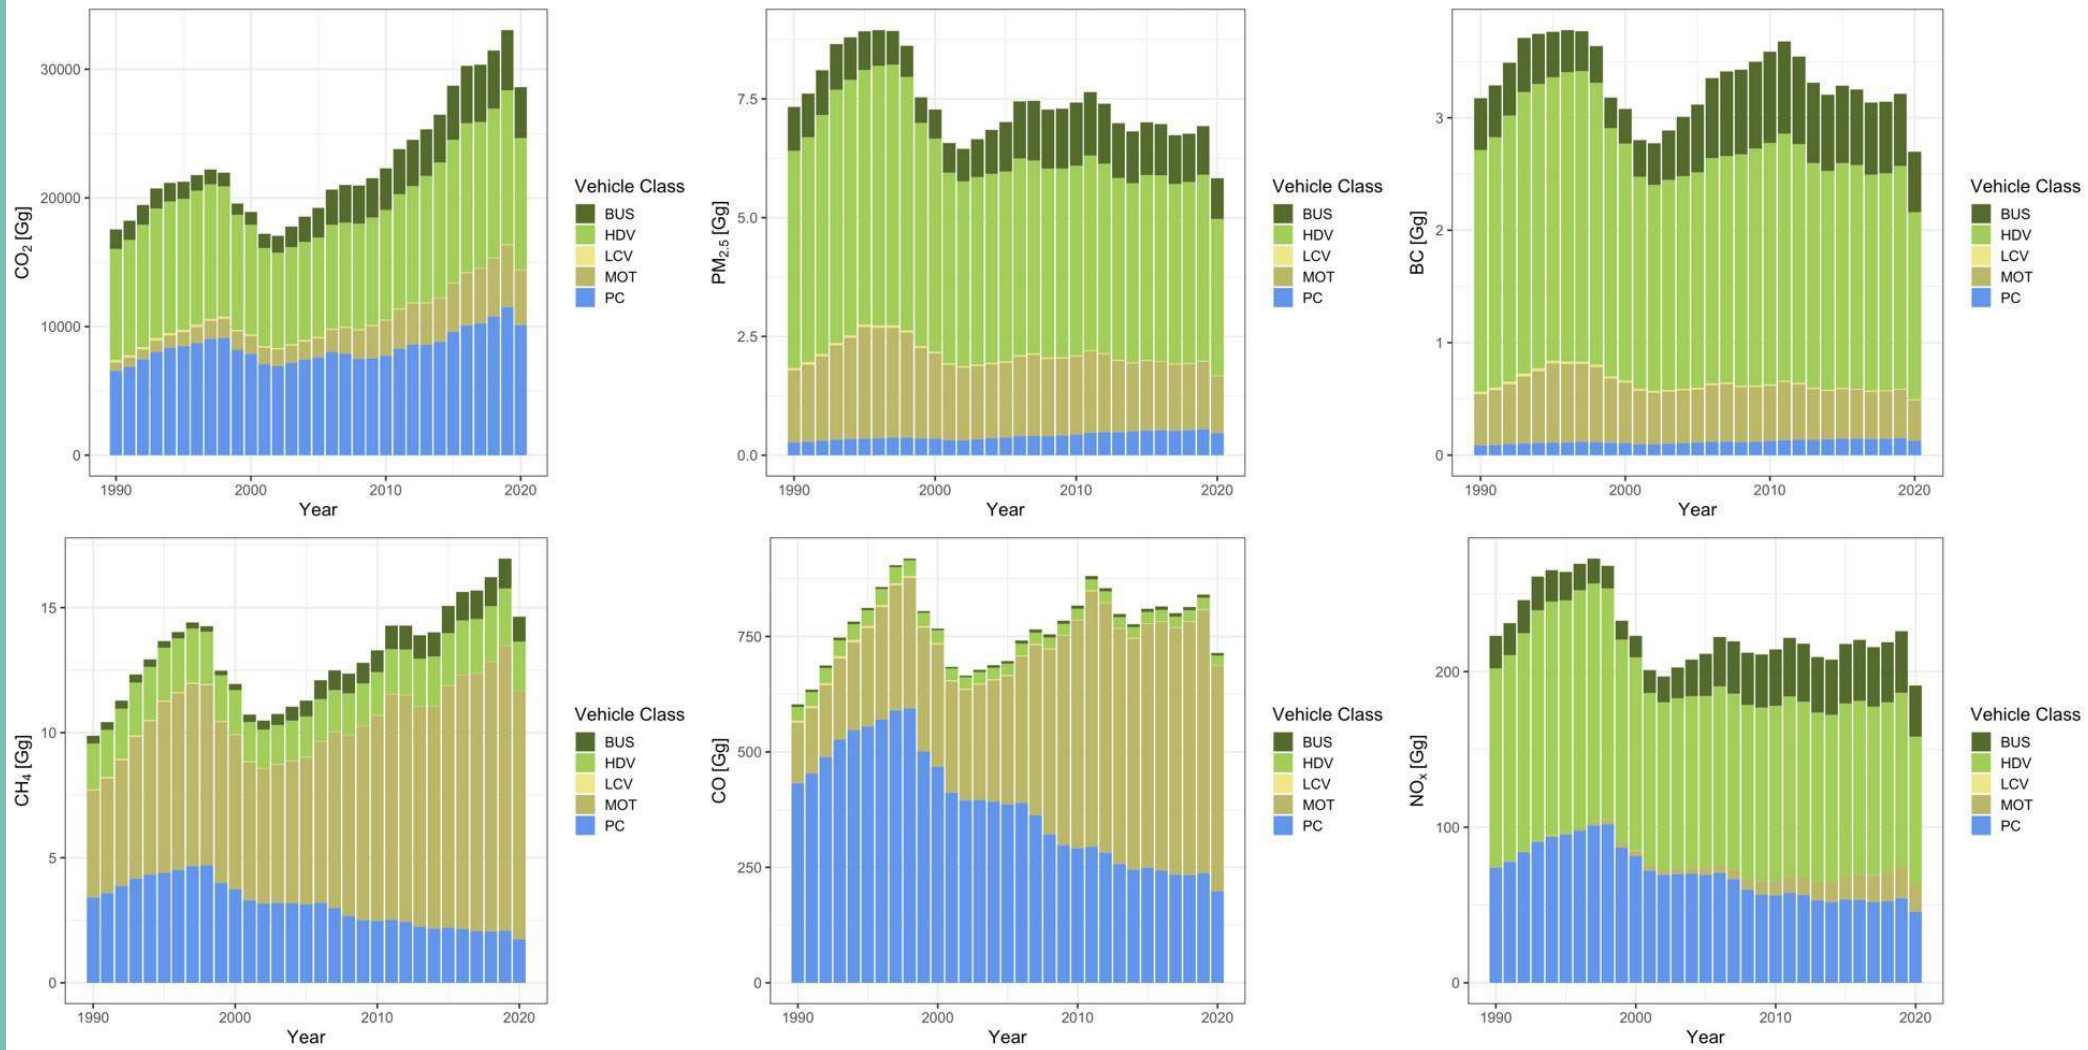 CO₂ [Gg]
30000
20000
10000
0
1990
2000
2010
2020
Year
Vehicle Class
BUS
HDV
LCV
MOT
PC
PM₂.₅ [Gg]
7.5
5.0
2.5
0.0
1990
2000
2010
2020
Year
Vehicle Class
BUS
HDV
LCV
MOT
PC
BC [Gg]
3
2
1
0
1990
2000
2010
2020
Year
Vehicle Class
BUS
HDV
LCV
MOT
PC
CH₄ [Gg]
15
10
5
0
1990
2000
2010
2020
Year
Vehicle Class
BUS
HDV
LCV
MOT
PC
CO [Gg]
750
500
250
0
1990
2000
2010
2020
Year
Vehicle Class
BUS
HDV
LCV
MOT
PC
NOₓ [Gg]
200
100
0
1990
2000
2010
2020
Year
Vehicle Class
BUS
HDV
LCV
MOT
PC